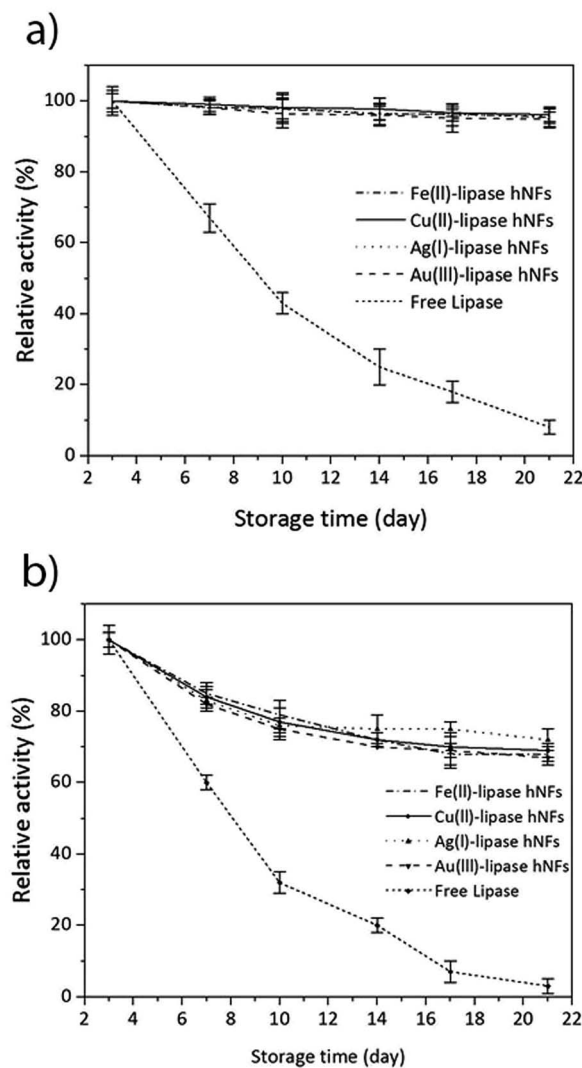 a)
Relative activity (%)
100
80
60
40
20
0
Fe(II)-lipase hNFs
Cu(II)-lipase hNFs
Ag(I)-lipase hNFs
Au(III)-lipase hNFs
Free Lipase
2 4 6 8 10 12 14 16 18 20 22
Storage time (day)
b)
Relative activity (%)
100
80
60
40
20
0
Fe(II)-lipase hNFs
Cu(II)-lipase hNFs
Ag(I)-lipase hNFs
Au(III)-lipase hNFs
Free Lipase
2 4 6 8 10 12 14 16 18 20 22
Storage time (day)